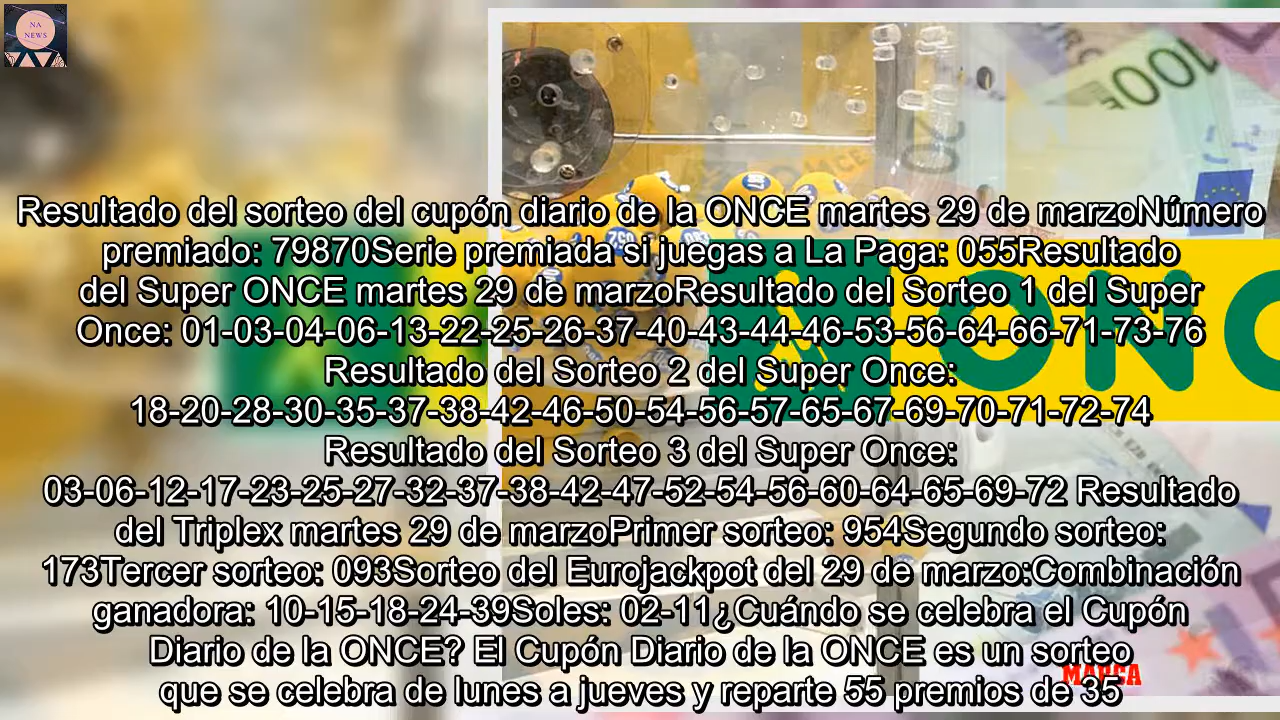 NA
NEWS
Resultado del sorteo del cupón diario de la ONCE martes 29 de marzoNúmero
premiado: 79870Serie premiada si juegas a La Paga: 055Resultado
del Super ONCE martes 29 de marzoResultado del Sorteo 1 del Super
Once: 01-03-04-06-13-22-25-26-37-40-43-44-46-53-56-64-66-71-73-76
Resultado del Sorteo 2 del Super Once:
18-20-28-30-35-37-38-42-46-50-54-56-57-65-67-69-70-71-72-74
Resultado del Sorteo 3 del Super Once:
03-06-12-17-23-25-27-32-37-38-42-47-52-54-56-60-64-65-69-72 Resultado
del Triplex martes 29 de marzoPrimer sorteo: 954Segundo sorteo:
173Tercer sorteo: 093Sorteo del Eurojackpot del 29 de marzo:Combinación
ganadora: 10-15-18-24-39Soles: 02-11¿Cuándo se celebra el Cupón
Diario de la ONCE? El Cupón Diario de la ONCE es un sorteo
que se celebra de lunes a jueves y reparte 55 premios de 35
100€
ONC
MARCA